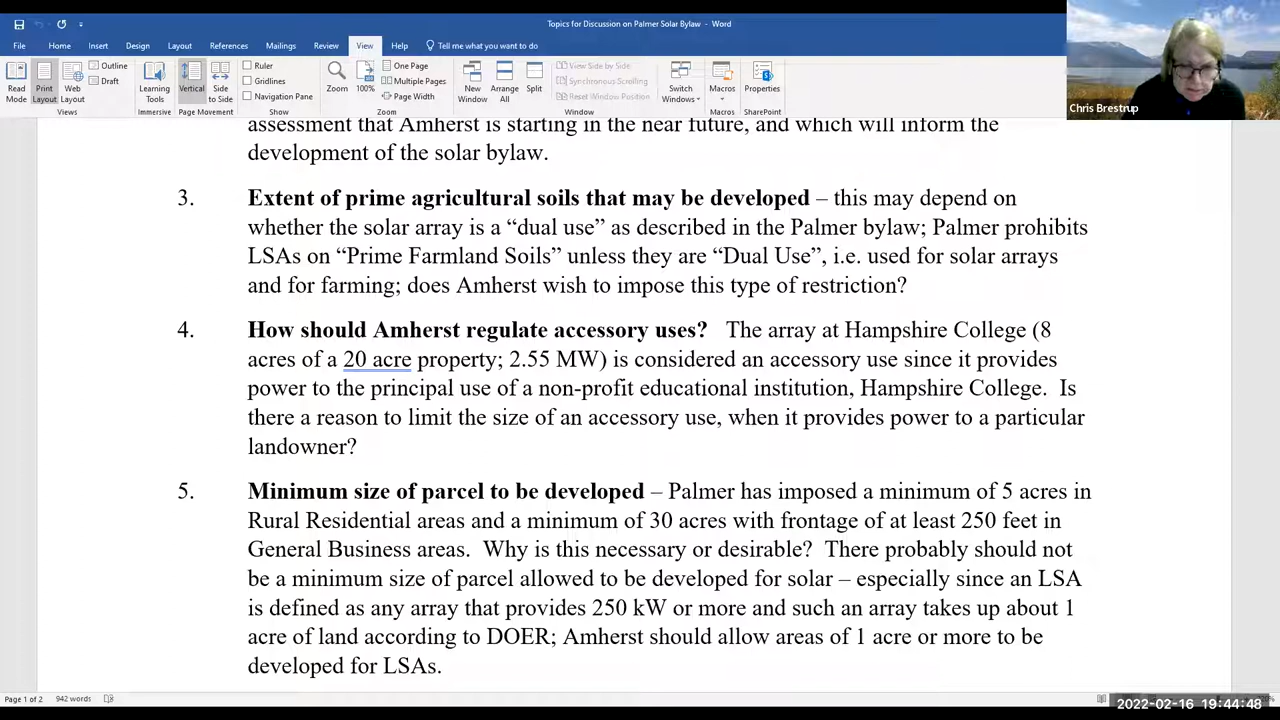 Topics for Discussion on Palmer Solar Bylaw - Word
File Home Insert Design Layout References Mailings Review View Help Tell me what you want to do
Read Mode
Print Layout
Web Layout
Outline
Draft
Views
Learning Tools
Immersive
Vertical
Side to Side
Page Movement
Ruler
Gridlines
Navigation Pane
Show
Zoom
100%
One Page
Multiple Pages
Page Width
Zoom
New Window
Arrange All
Split
View Side by Side
Synchronous Scrolling
Reset Window Position
Window
Switch Windows
Macros
Macros
Properties
SharePoint
Chris Brestrup
assessment that Amherst is starting in the near future, and which will inform the
development of the solar bylaw.
3. Extent of prime agricultural soils that may be developed – this may depend on
whether the solar array is a “dual use” as described in the Palmer bylaw; Palmer prohibits
LSAs on “Prime Farmland Soils” unless they are “Dual Use”, i.e. used for solar arrays
and for farming; does Amherst wish to impose this type of restriction?
4. How should Amherst regulate accessory uses? The array at Hampshire College (8
acres of a 20 acre property; 2.55 MW) is considered an accessory use since it provides
power to the principal use of a non-profit educational institution, Hampshire College. Is
there a reason to limit the size of an accessory use, when it provides power to a particular
landowner?
5. Minimum size of parcel to be developed – Palmer has imposed a minimum of 5 acres in
Rural Residential areas and a minimum of 30 acres with frontage of at least 250 feet in
General Business areas. Why is this necessary or desirable? There probably should not
be a minimum size of parcel allowed to be developed for solar – especially since an LSA
is defined as any array that provides 250 kW or more and such an array takes up about 1
acre of land according to DOER; Amherst should allow areas of 1 acre or more to be
developed for LSAs.
Page 1 of 2 942 words
2022-02-16 19:44:48